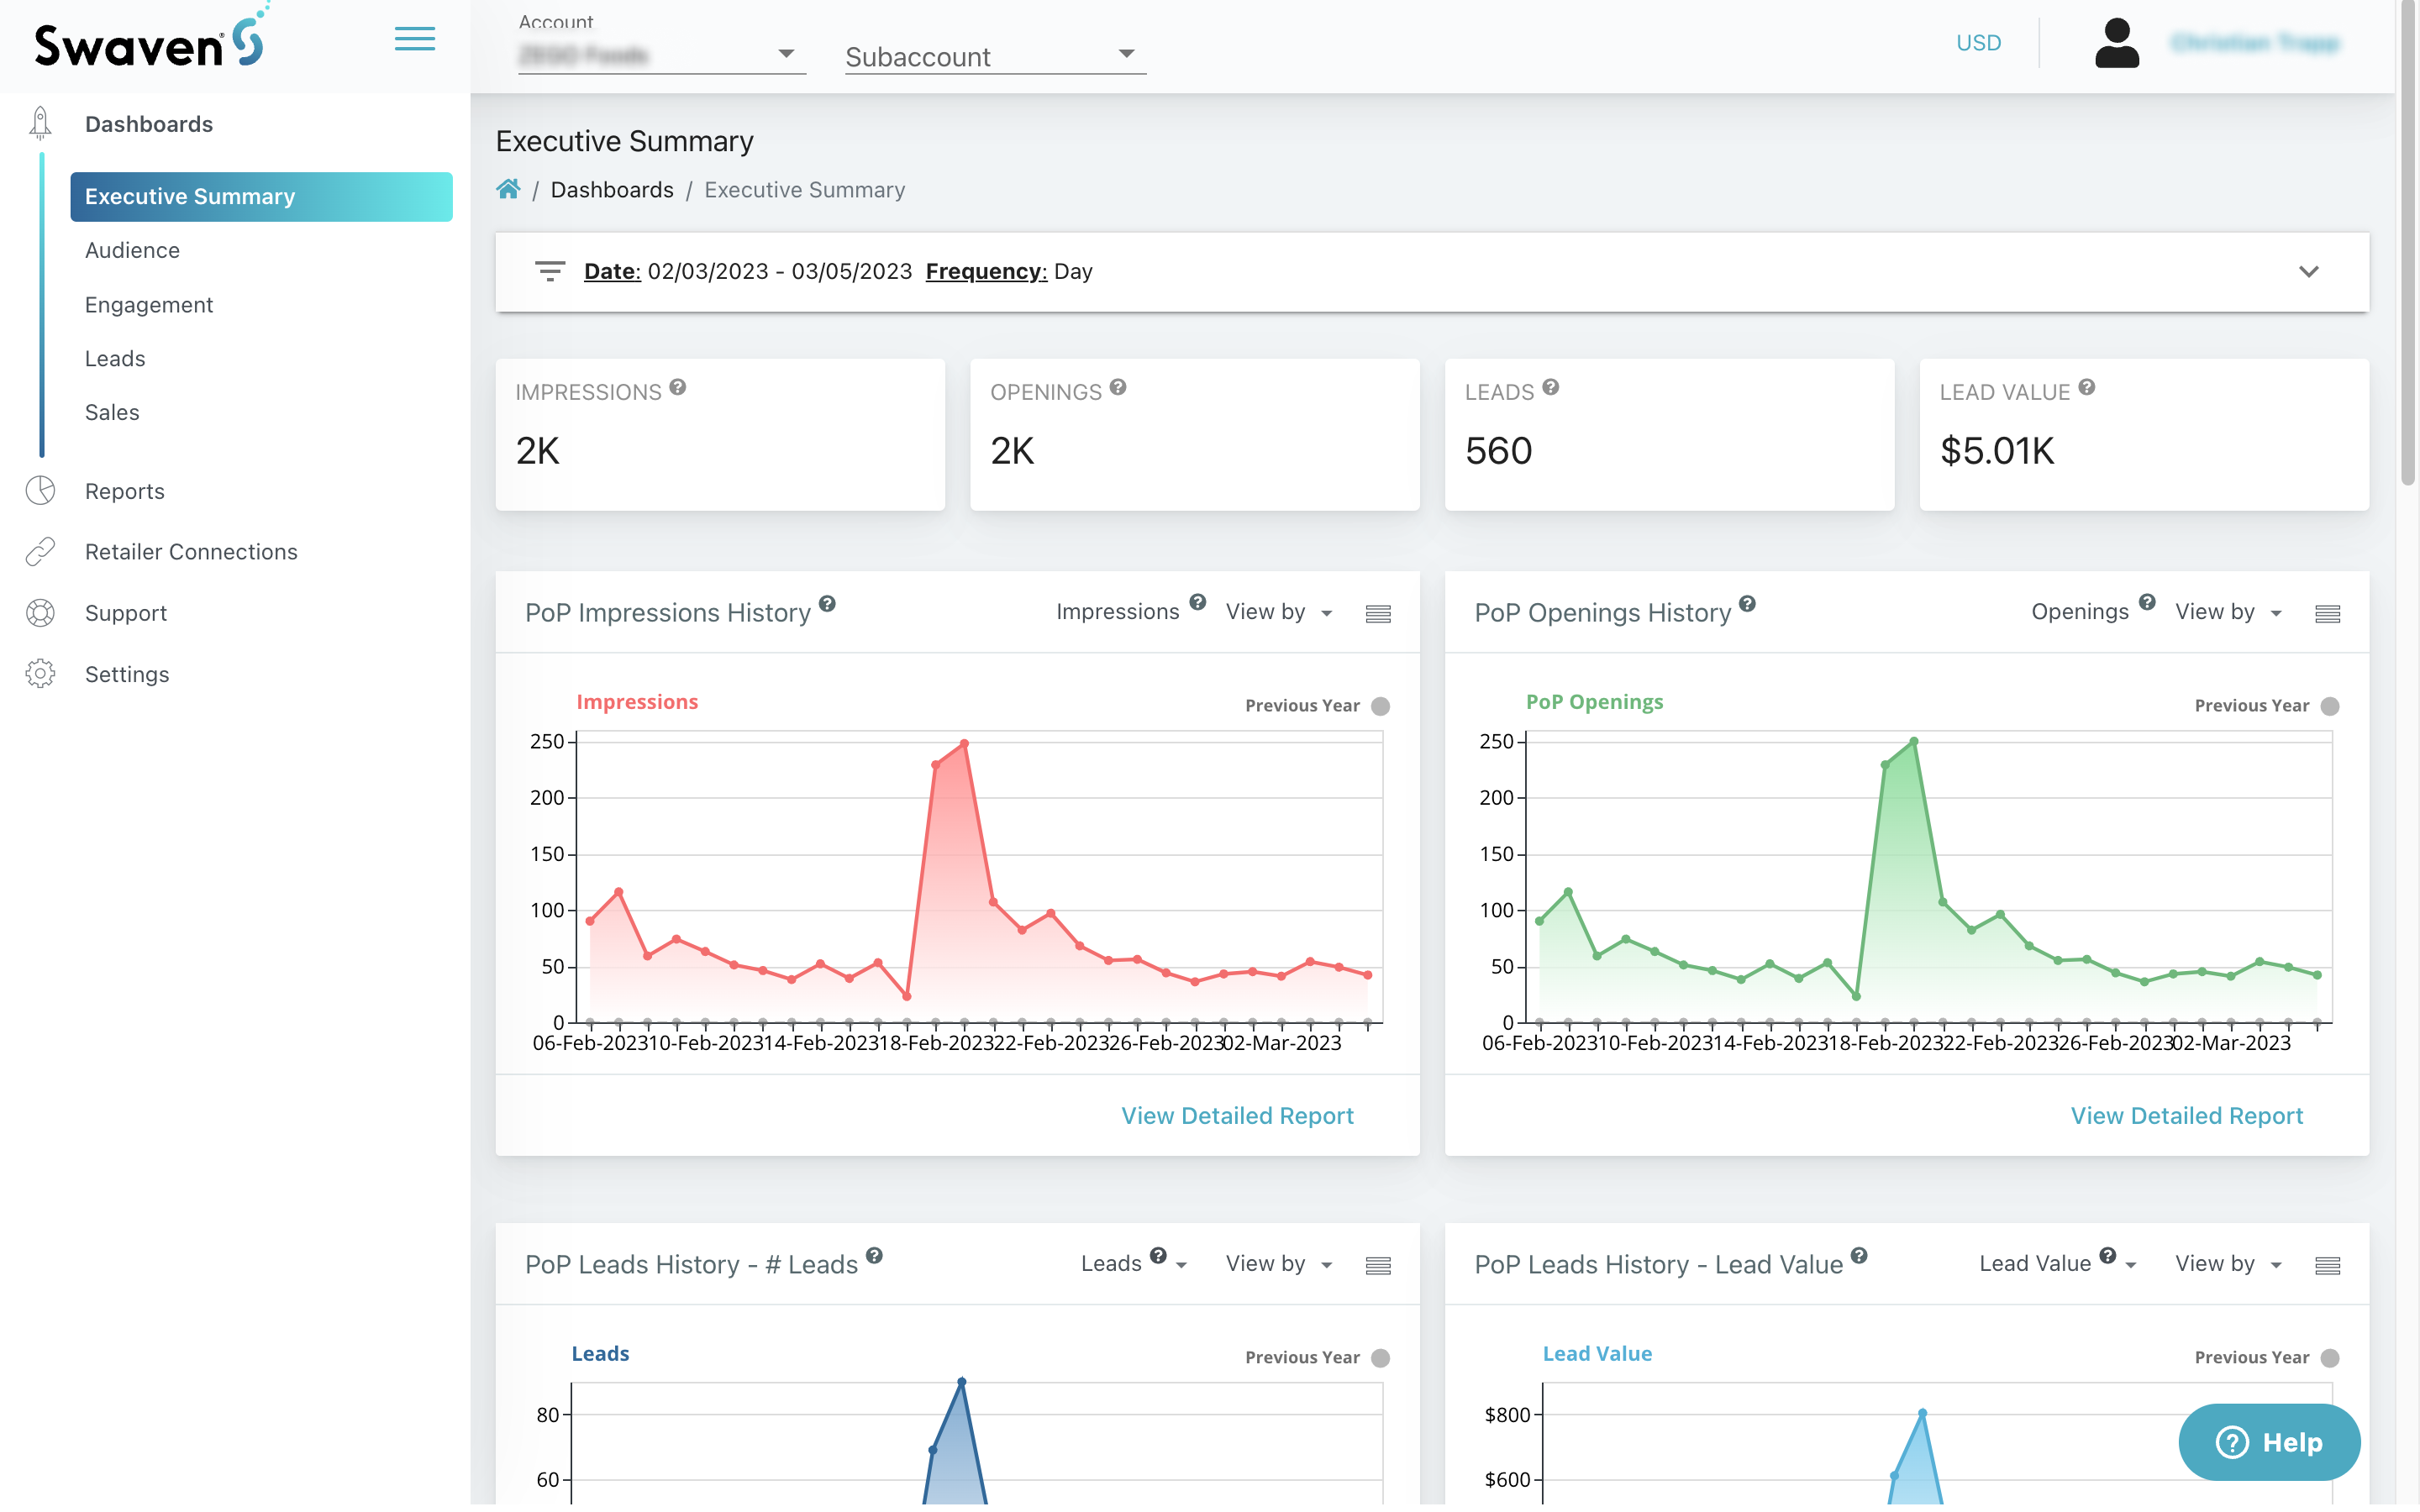 Swaven
Account
Subaccount
USD
Dashboards
Executive Summary
Audience
Engagement
Leads
Sales
Reports
Retailer Connections
Support
Settings
Executive Summary
/ Dashboards / Executive Summary
Date: 02/03/2023 - 03/05/2023 Frequency: Day
IMPRESSIONS ?
2K
OPENINGS ?
2K
LEADS ?
560
LEAD VALUE ?
$5.01K
PoP Impressions History ? Impressions ? View by
Impressions
Previous Year
250
200
150
100
50
0
06-Feb-2023 10-Feb-2023 14-Feb-2023 18-Feb-2023 22-Feb-2023 26-Feb-2023 02-Mar-2023
View Detailed Report
PoP Openings History ? Openings ? View by
PoP Openings
Previous Year
250
200
150
100
50
0
06-Feb-2023 10-Feb-2023 14-Feb-2023 18-Feb-2023 22-Feb-2023 26-Feb-2023 02-Mar-2023
View Detailed Report
PoP Leads History - # Leads ? Leads ? View by
Leads
Previous Year
80
60
PoP Leads History - Lead Value ? Lead Value ? View by
Lead Value
Previous Year
$800
$600
? Help